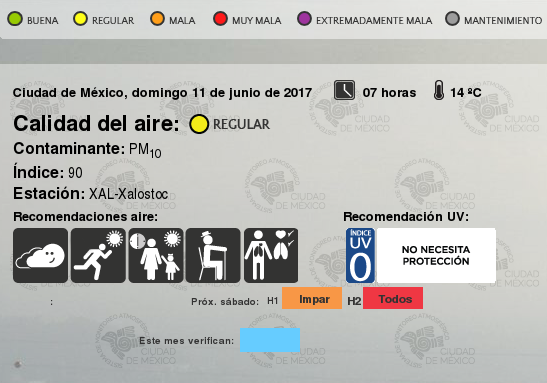 BUENA REGULAR MALA MUY MALA EXTREMADAMENTE MALA MANTENIMIENTO
Ciudad de México, domingo 11 de junio de 2017 07 horas 14 ºC
Calidad del aire: REGULAR
Contaminante: PM10
Índice: 90
Estación: XAL-Xalostoc
Recomendaciones aire: Recomendación UV:
ÍNDICE
UV
0
NO NECESITA
PROTECCIÓN
: Próx. sábado: H1 Impar H2 Todos
Este mes verifican: